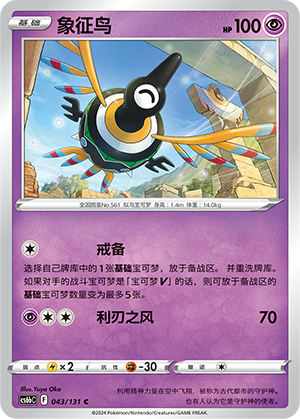 基础 象征鸟 HP 100
全国图鉴No.561 似鸟宝可梦 身高：1.4m 体重：14.0kg
戒备
选择自己牌库中的1张基础宝可梦，放于备战区。并重洗牌库。
如果对手的战斗宝可梦是「宝可梦V」的话，则可放于备战区的
基础宝可梦数量变为最多5张。
利刃之风 70
弱点 ×2 抗性 -30 撤退
Illus.Yuya Oka
CS6bC F 043/131 C
利用精神力量在空中飞翔，被称为古代都市的守护神。
也有人认为它是守护神的使者。
©2024 Pokémon/Nintendo/Creatures/GAME FREAK.